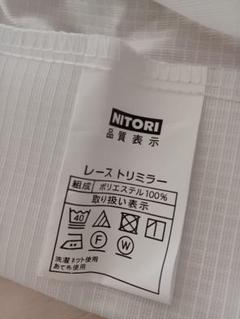 NITORI
品質表示
レーストリミラー
組成 ポリエステル100%
取り扱い表示
40
F W
洗濯ネット使用
あて布使用